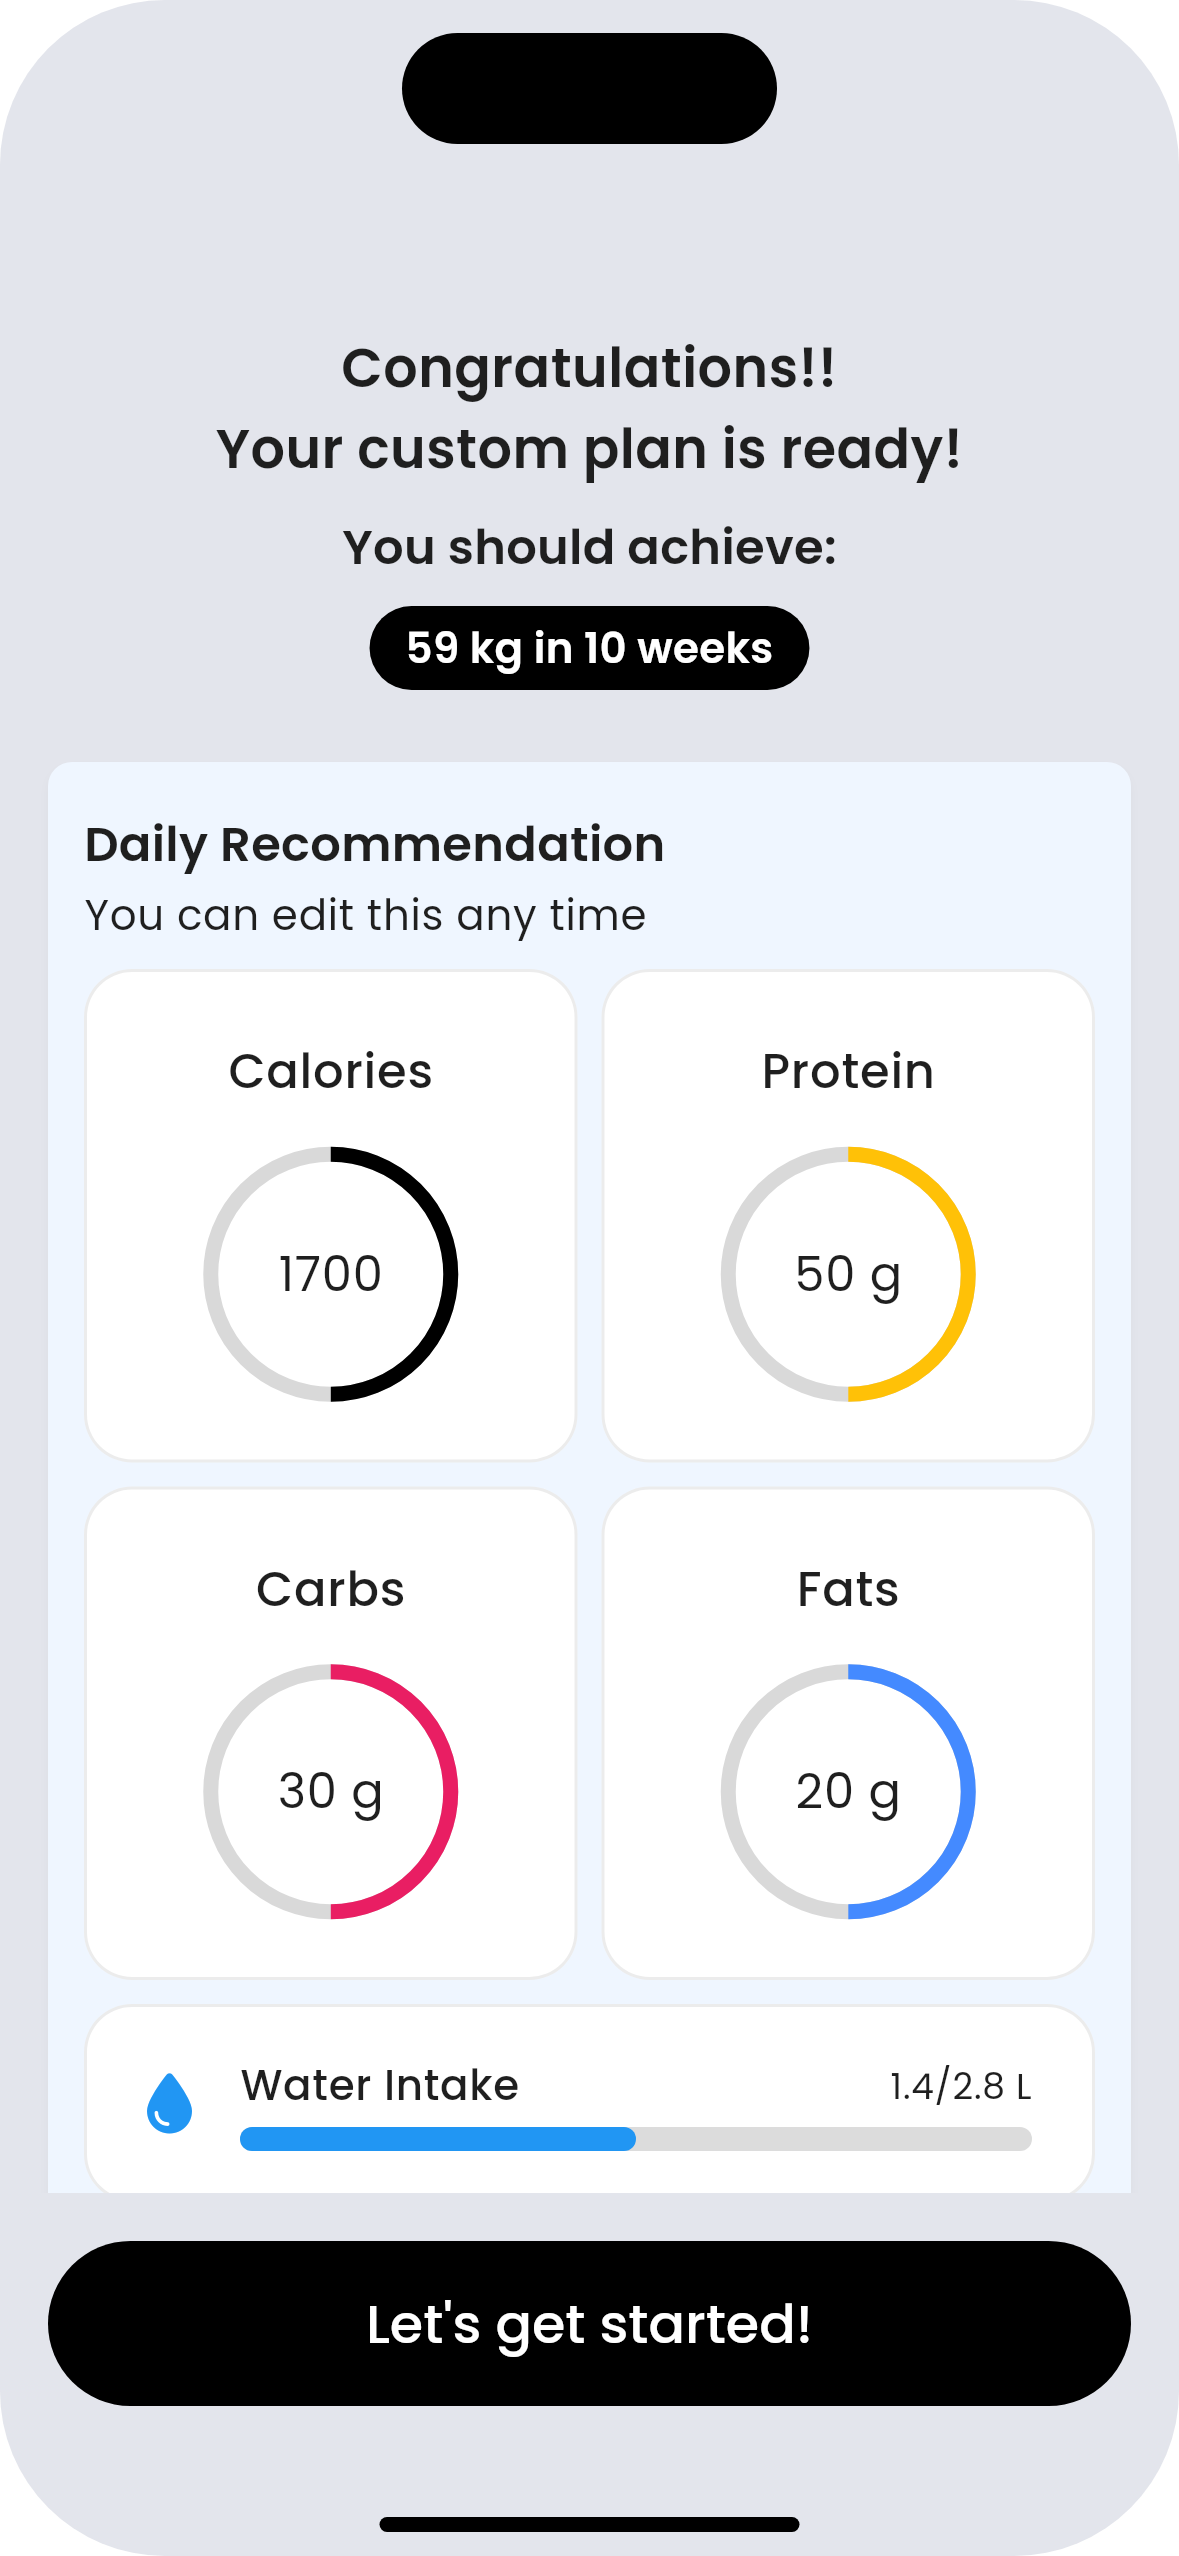 Congratulations!!
Your custom plan is ready!
You should achieve:
59 kg in 10 weeks
Daily Recommendation
You can edit this any time
Calories
1700
Protein
50 g
Carbs
30 g
Fats
20 g
Water Intake
1.4/2.8 L
Let's get started!